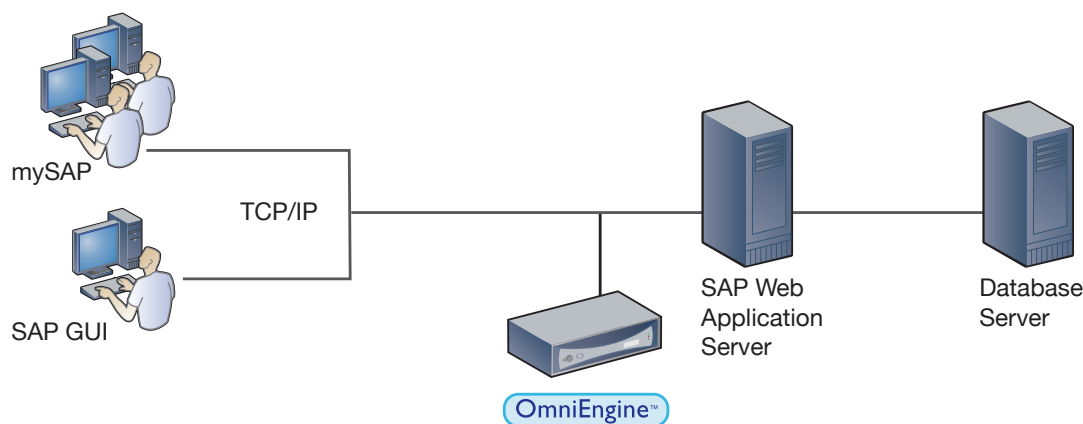 mySAP
TCP/IP
SAP GUI
SAP Web
Application
Server
Database
Server
OmniEngine™